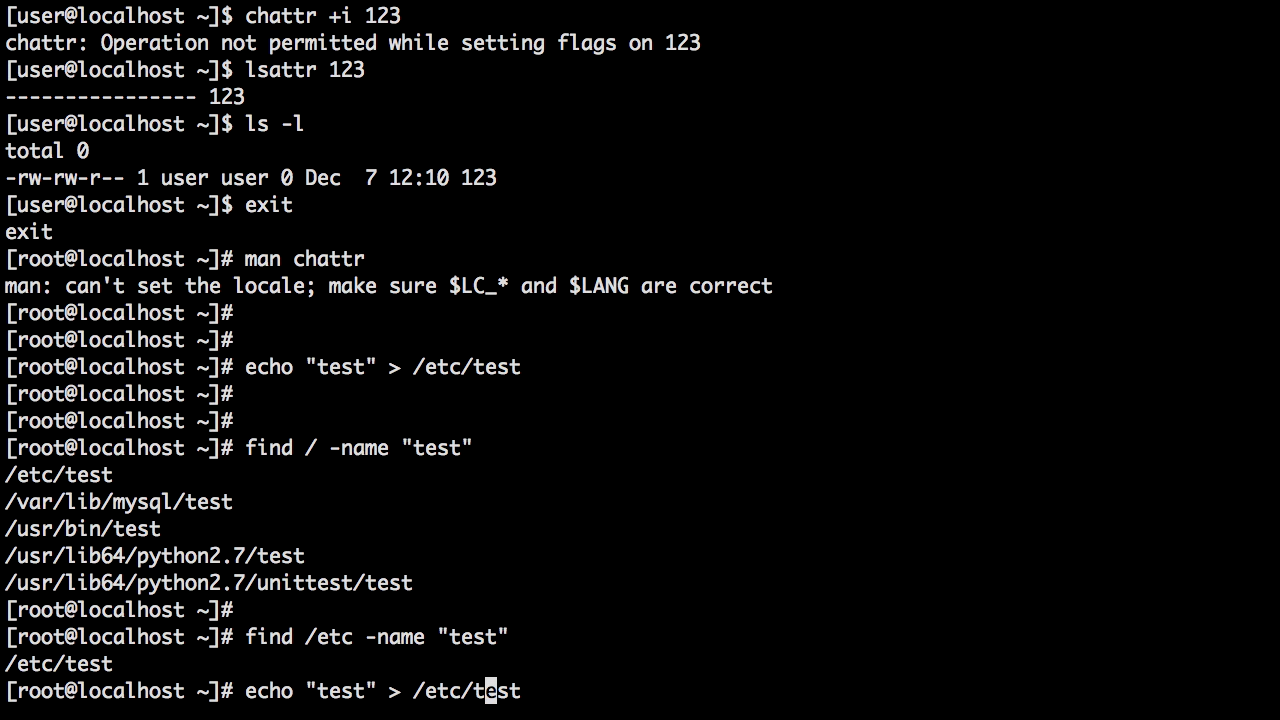 [user@localhost ~]$ chattr +i 123
chattr: Operation not permitted while setting flags on 123
[user@localhost ~]$ lsattr 123
---------------- 123
[user@localhost ~]$ ls -l
total 0
-rw-rw-r-- 1 user user 0 Dec  7 12:10 123
[user@localhost ~]$ exit
exit
[root@localhost ~]# man chattr
man: can't set the locale; make sure $LC_* and $LANG are correct
[root@localhost ~]#
[root@localhost ~]#
[root@localhost ~]# echo "test" > /etc/test
[root@localhost ~]#
[root@localhost ~]#
[root@localhost ~]# find / -name "test"
/etc/test
/var/lib/mysql/test
/usr/bin/test
/usr/lib64/python2.7/test
/usr/lib64/python2.7/unittest/test
[root@localhost ~]#
[root@localhost ~]# find /etc -name "test"
/etc/test
[root@localhost ~]# echo "test" > /etc/test